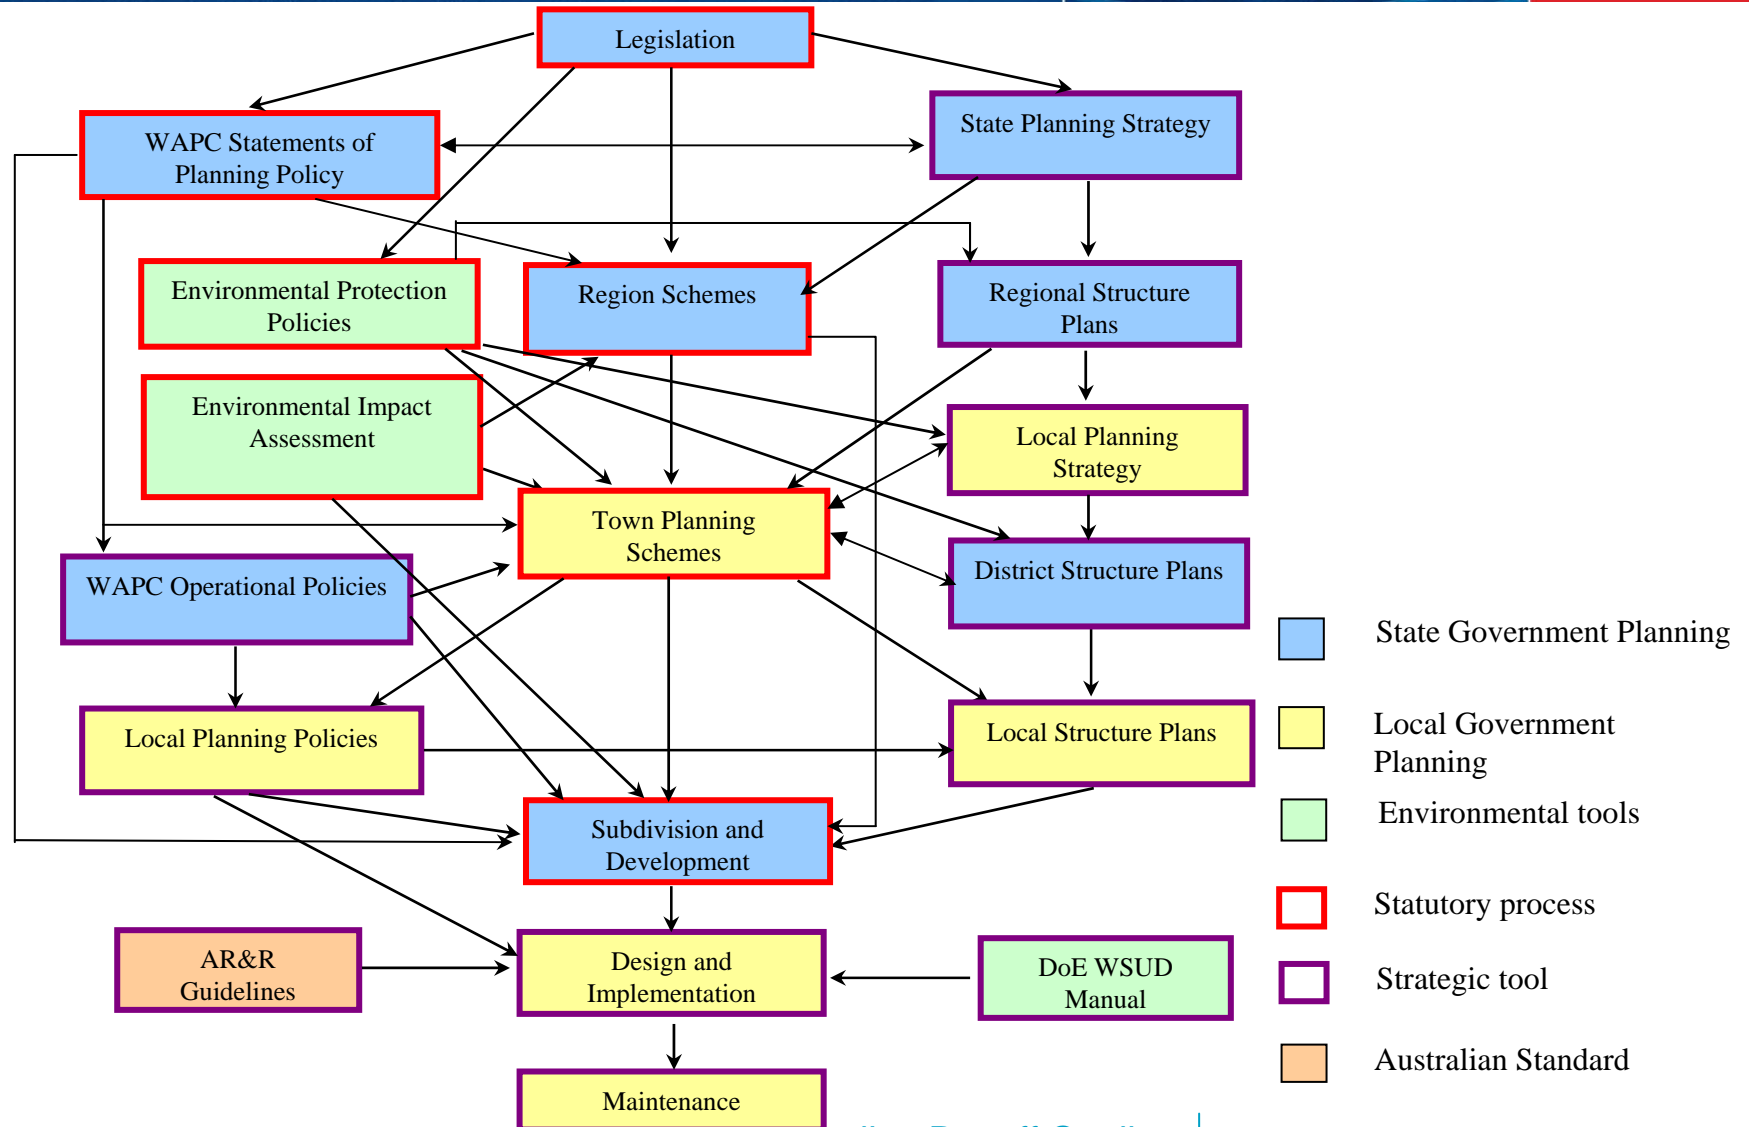 Legislation
State Planning Strategy
WAPC Statements of
Planning Policy
Environmental Protection
Policies
Region Schemes
Regional Structure
Plans
Environmental Impact
Assessment
Local Planning
Strategy
Town Planning
Schemes
WAPC Operational Policies
District Structure Plans
Local Planning Policies
Local Structure Plans
Subdivision and
Development
AR&R
Guidelines
Design and
Implementation
DoE WSUD
Manual
Maintenance
State Government Planning
Local Government
Planning
Environmental tools
Statutory process
Strategic tool
Australian Standard